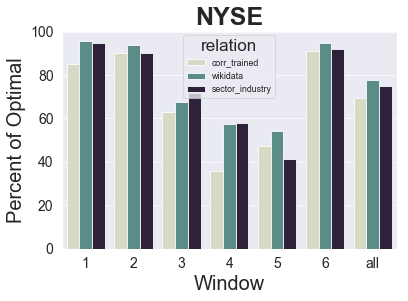 NYSE
Percent of Optimal
100
80
60
40
20
0
relation
corr_trained
wikidata
sector_industry
1 2 3 4 5 6 all
Window